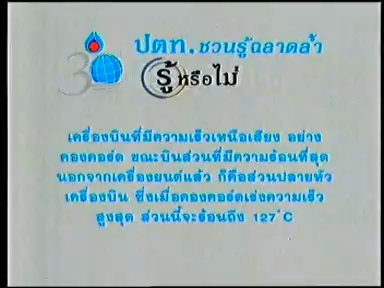 30
ปตท. ชวนรู้ฉลาดล้ำ
รู้หรือไม่
เครื่องบินที่มีความเร็วเหนือเสียง อย่าง
คองคอร์ด ขณะบินส่วนที่มีความร้อนที่สุด
นอกจากเครื่องยนต์แล้ว ก็คือส่วนปลายหัว
เครื่องบิน ซึ่งเมื่อคองคอร์ดเร่งความเร็ว
สูงสุด ส่วนนี้จะร้อนถึง 127°C